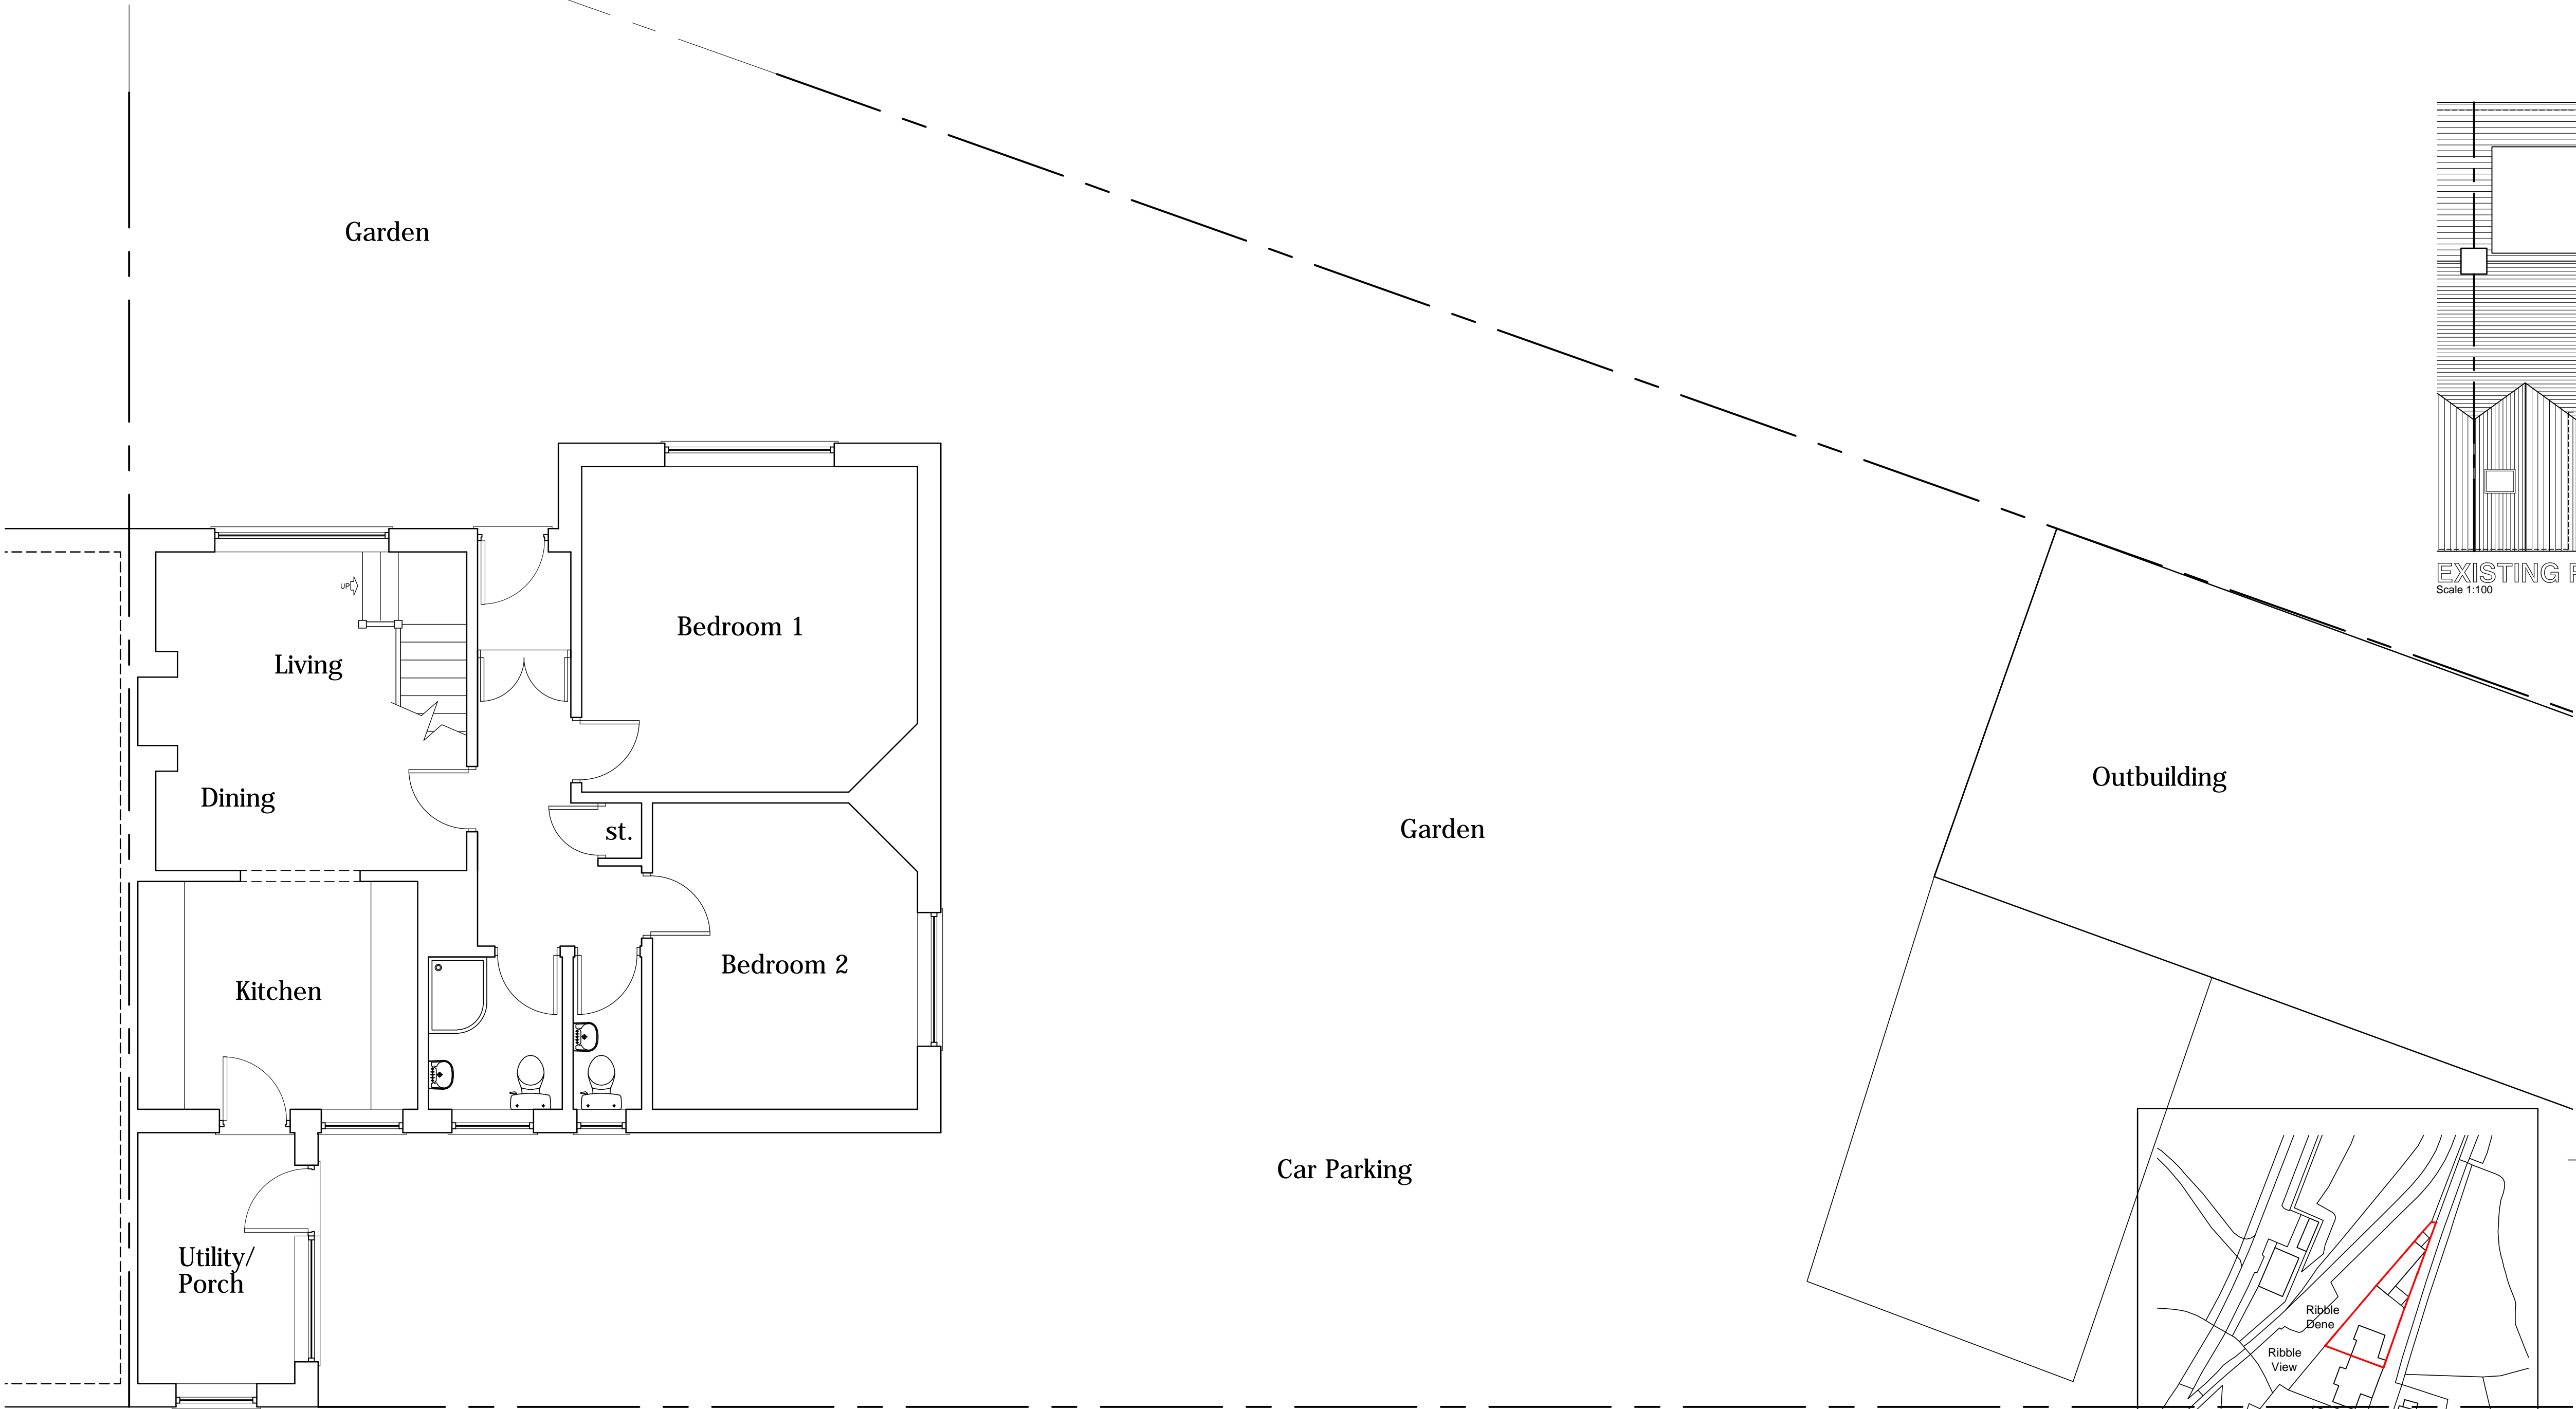 Garden
EXISTING
Scale 1:100
UP
Bedroom 1
Living
Outbuilding
Dining
st.
Garden
Bedroom 2
Kitchen
Car Parking
Utility/
Porch
Ribble
Dene
Ribble
View